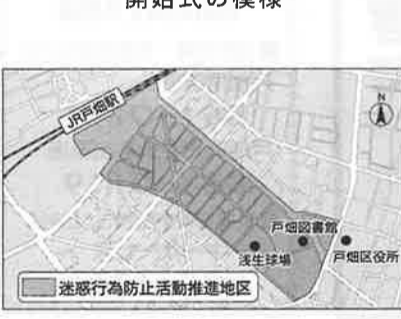 開始式の模様
JR戸畑駅
N
戸畑図書館
浅生球場
戸畑区役所
迷惑行為防止活動推進地区